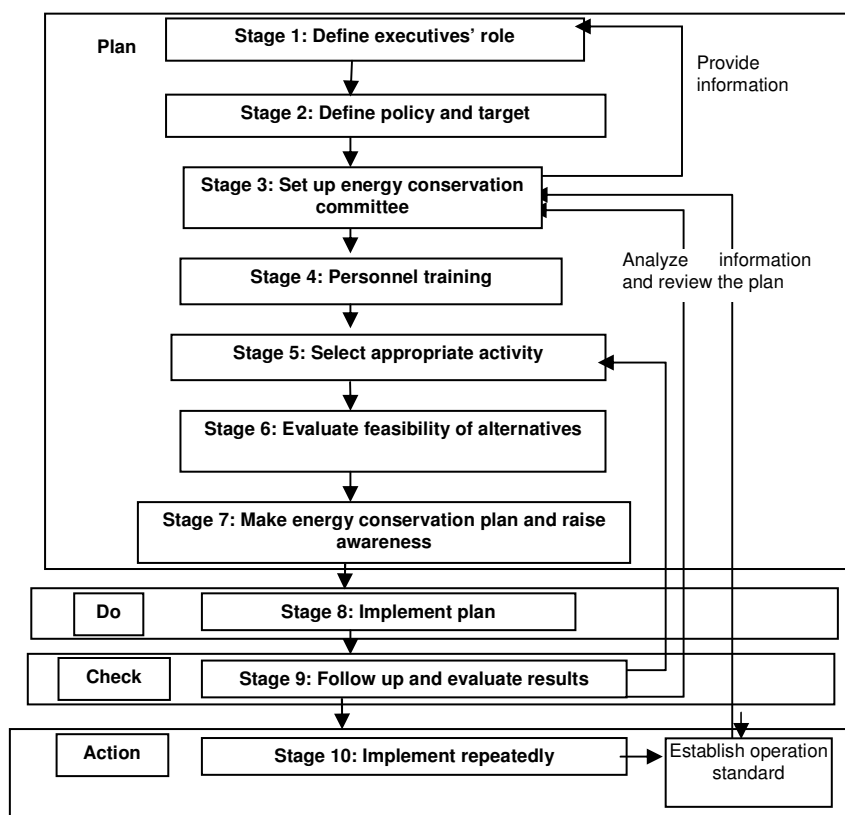 Plan
Stage 1: Define executives’ role
Provide
information
Stage 2: Define policy and target
Stage 3: Set up energy conservation
committee
Analyze information
and review the plan
Stage 4: Personnel training
Stage 5: Select appropriate activity
Stage 6: Evaluate feasibility of alternatives
Stage 7: Make energy conservation plan and raise
awareness
Do
Stage 8: Implement plan
Check
Stage 9: Follow up and evaluate results
Action
Stage 10: Implement repeatedly
Establish operation
standard